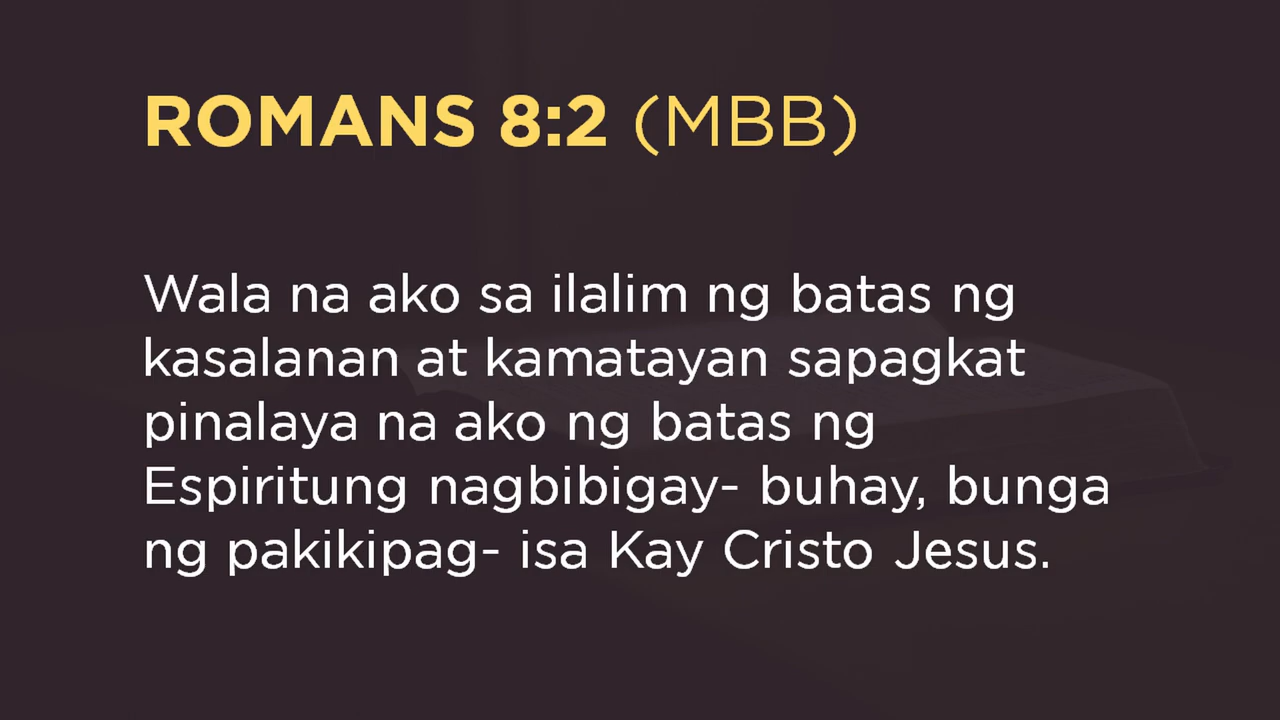 ROMANS 8:2 (MBB)
Wala na ako sa ilalim ng batas ng
kasalanan at kamatayan sapagkat
pinalaya na ako ng batas ng
Espiritung nagbibigay- buhay, bunga
ng pakikipag- isa Kay Cristo Jesus.